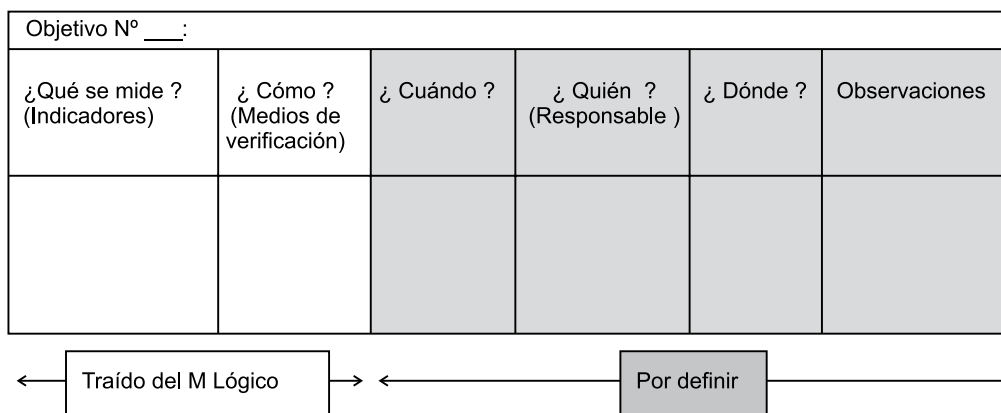 Objetivo Nº ___:
¿Qué se mide ?
(Indicadores)
¿ Cómo ?
(Medios de
verificación)
¿ Cuándo ?
¿ Quién ?
(Responsable )
¿ Dónde ?
Observaciones
Traído del M Lógico
Por definir